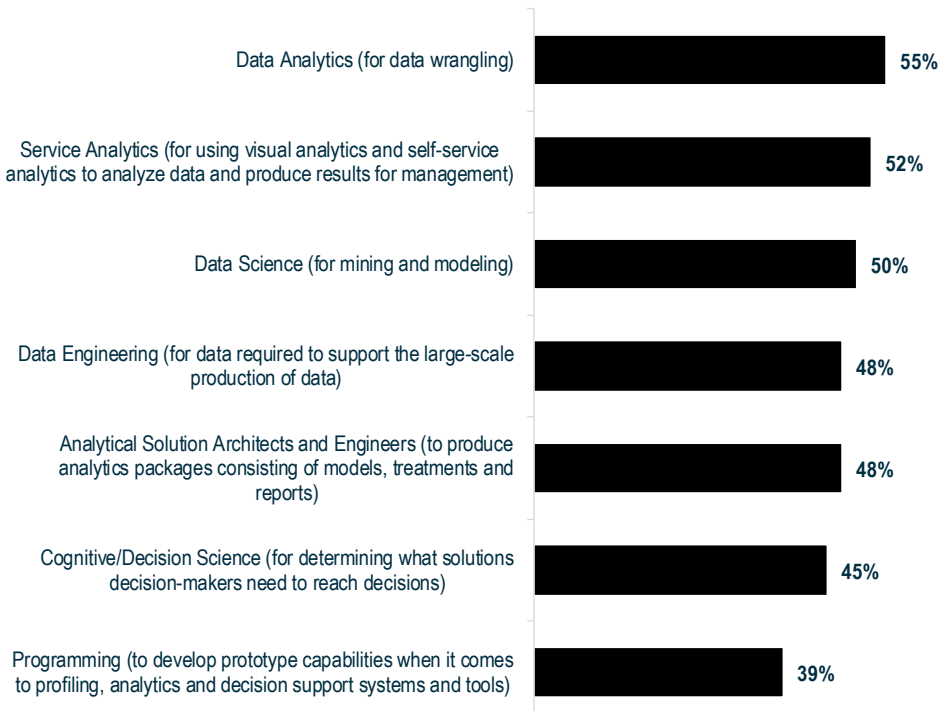 Data Analytics (for data wrangling)
55%
Service Analytics (for using visual analytics and self-service
analytics to analyze data and produce results for management)
52%
Data Science (for mining and modeling)
50%
Data Engineering (for data required to support the large-scale
production of data)
48%
Analytical Solution Architects and Engineers (to produce
analytics packages consisting of models, treatments and
reports)
48%
Cognitive/Decision Science (for determining what solutions
decision-makers need to reach decisions)
45%
Programming (to develop prototype capabilities when it comes
to profiling, analytics and decision support systems and tools)
39%